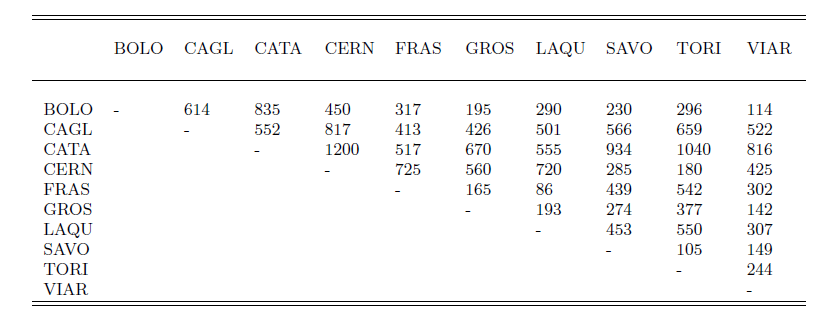 BOLO CAGL CATA CERN FRAS GROS LAQU SAVO TORI VIAR
BOLO - 614 835 450 317 195 290 230 296 114
CAGL - 552 817 413 426 501 566 659 522
CATA - 1200 517 670 555 934 1040 816
CERN - 725 560 720 285 180 425
FRAS - 165 86 439 542 302
GROS - 193 274 377 142
LAQU - 453 550 307
SAVO - 105 149
TORI - 244
VIAR -